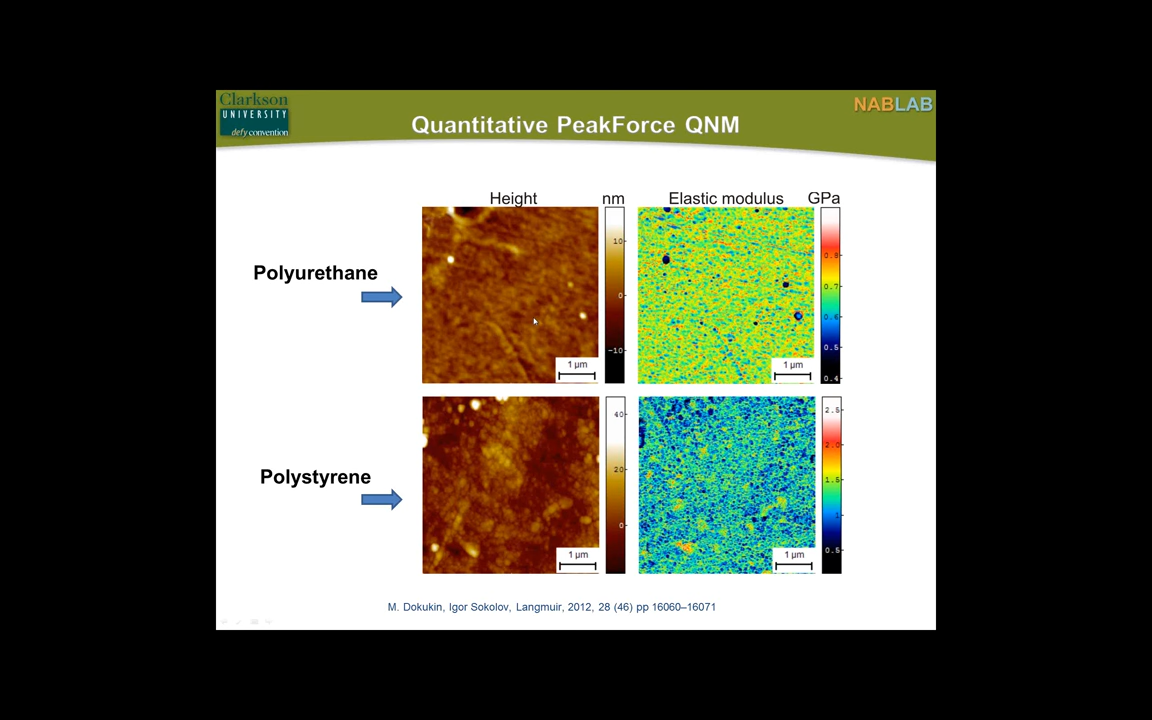 Clarkson
UNIVERSITY
defy convention
NABLAB
Quantitative PeakForce QNM
Height nm Elastic modulus GPa
Polyurethane
10
0
-10
1 µm
0.8
0.7
0.6
0.5
0.4
1 µm
Polystyrene
40
20
0
1 µm
2.5
2.0
1.5
1
0.5
1 µm
M. Dokukin, Igor Sokolov, Langmuir, 2012, 28 (46) pp 16060–16071